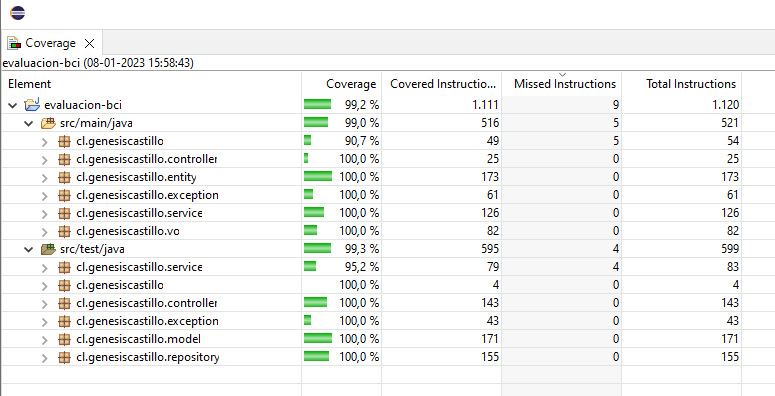 Coverage
evaluacion-bci (08-01-2023 15:58:43)
Element Coverage Covered Instructio... Missed Instructions Total Instructions
evaluacion-bci 99,2 % 1.111 9 1.120
src/main/java 99,0 % 516 5 521
cl.genesiscastillo 90,7 % 49 5 54
cl.genesiscastillo.controller 100,0 % 25 0 25
cl.genesiscastillo.entity 100,0 % 173 0 173
cl.genesiscastillo.exception 100,0 % 61 0 61
cl.genesiscastillo.service 100,0 % 126 0 126
cl.genesiscastillo.vo 100,0 % 82 0 82
src/test/java 99,3 % 595 4 599
cl.genesiscastillo.service 95,2 % 79 4 83
cl.genesiscastillo 100,0 % 4 0 4
cl.genesiscastillo.controller 100,0 % 143 0 143
cl.genesiscastillo.exception 100,0 % 43 0 43
cl.genesiscastillo.model 100,0 % 171 0 171
cl.genesiscastillo.repository 100,0 % 155 0 155